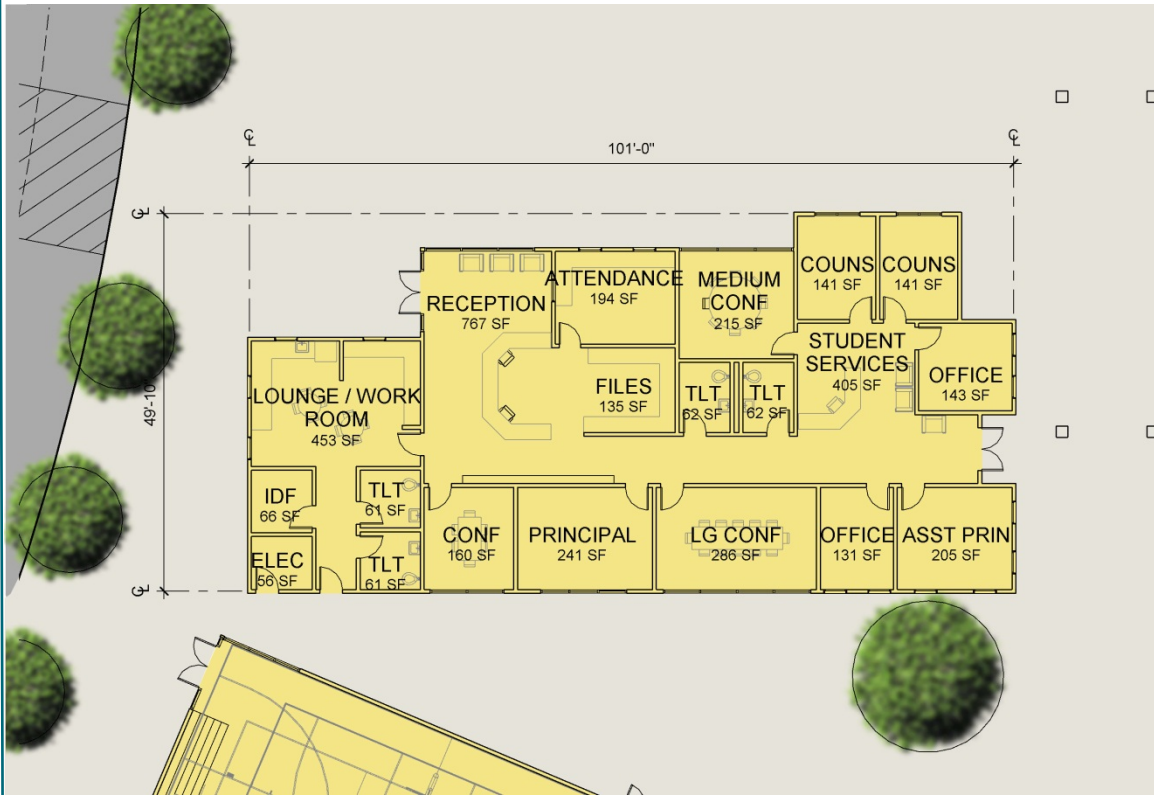 ℄
℄
101'-0"
℄
COUNS
141 SF
COUNS
141 SF
ATTENDANCE
194 SF
MEDIUM
CONF
215 SF
RECEPTION
767 SF
STUDENT
SERVICES
405 SF
OFFICE
143 SF
FILES
135 SF
TLT
62 SF
TLT
62 SF
LOUNGE / WORK
ROOM
453 SF
49'-10"
IDF
66 SF
TLT
61 SF
CONF
160 SF
PRINCIPAL
241 SF
LG CONF
286 SF
OFFICE
131 SF
ASST PRIN
205 SF
ELEC
56 SF
TLT
61 SF
℄